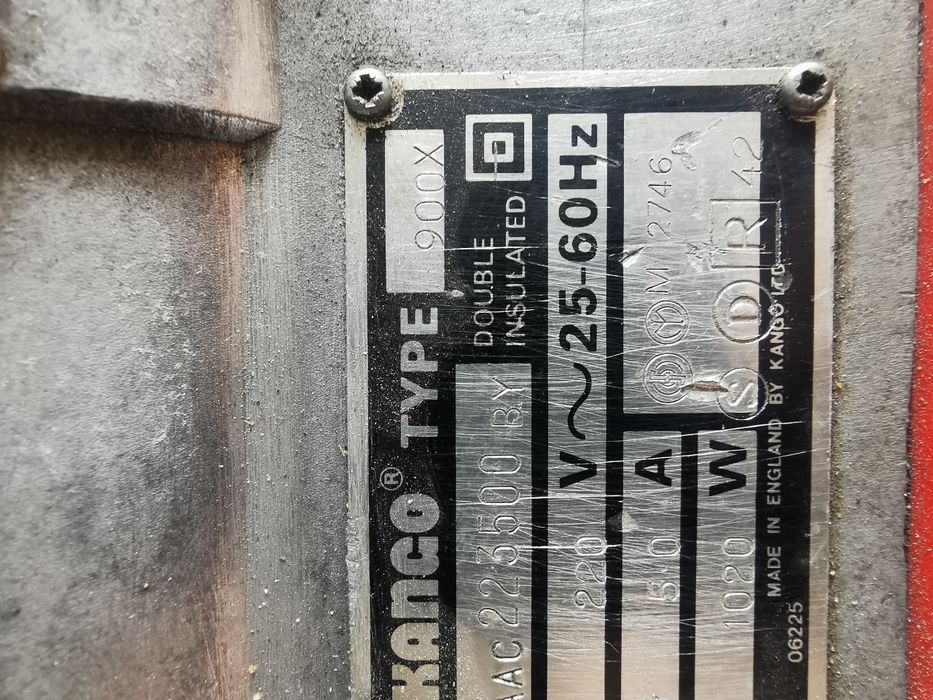 KANGO® TYPE 900X
AAC 223500 BY
DOUBLE
INSULATED
220 V~25-60Hz
5·0 A
M 2746
1020 W
S D R 42
MADE IN ENGLAND BY KANGO LTD.
06225